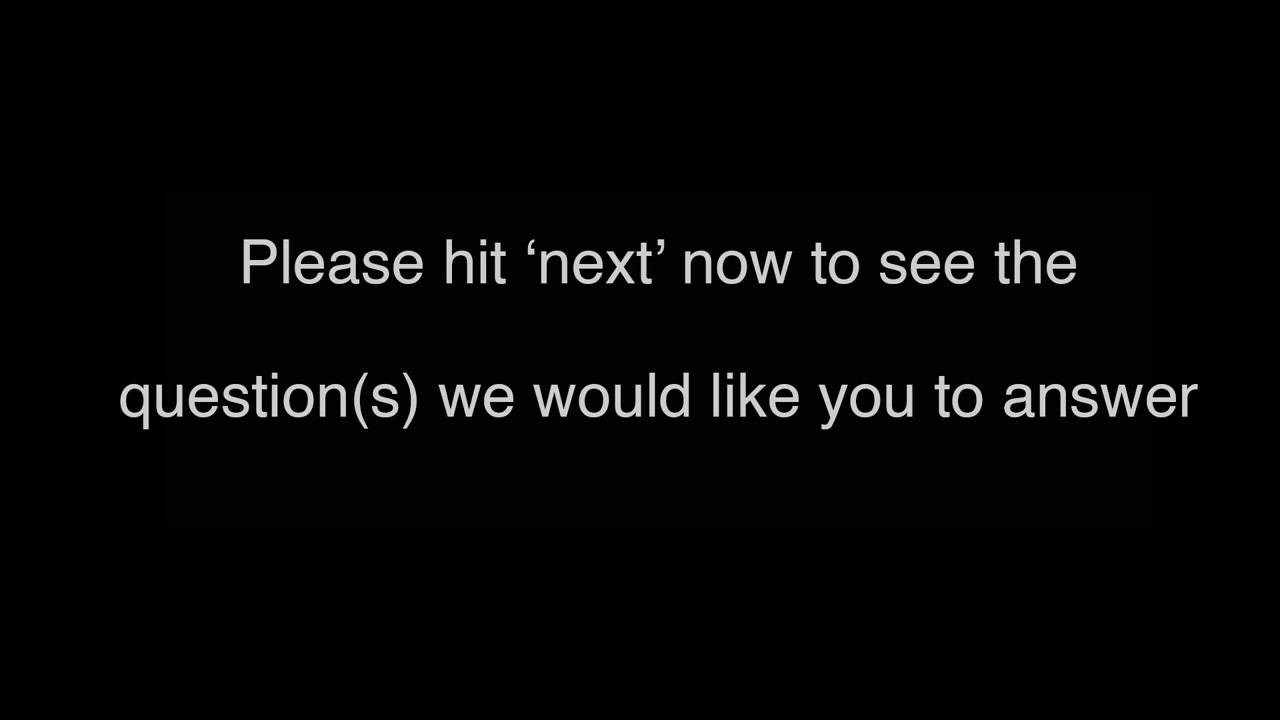 Please hit ‘next’ now to see the
question(s) we would like you to answer